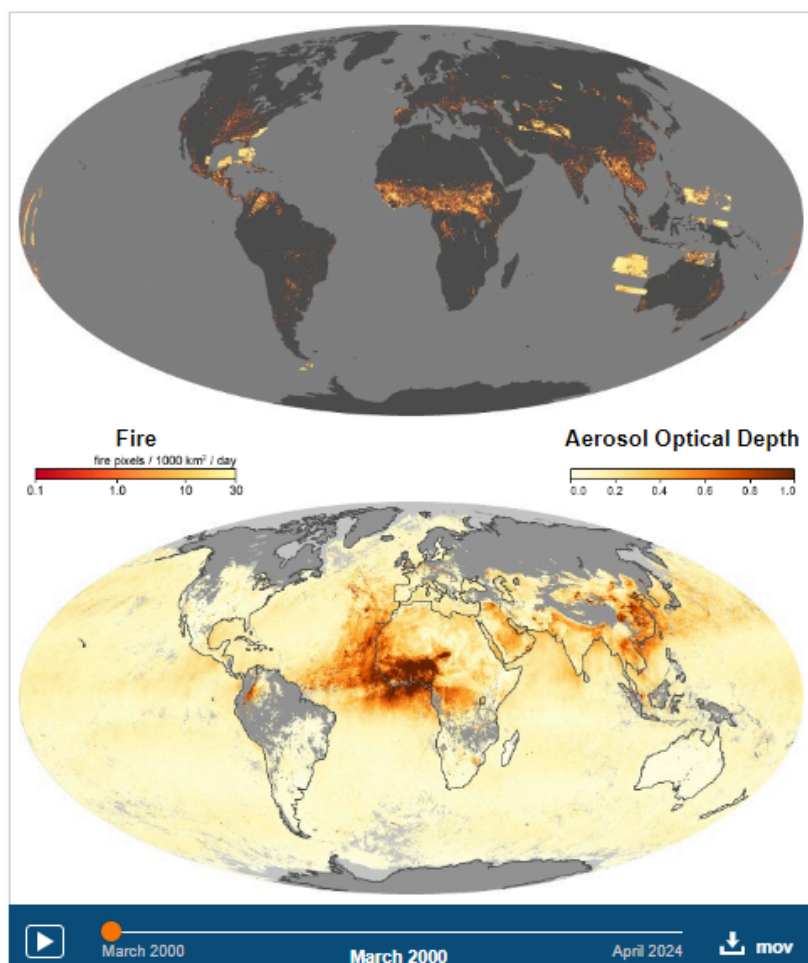 Fire
fire pixels / 1000 km² / day
0.1 1.0 10 30
Aerosol Optical Depth
0.0 0.2 0.4 0.6 0.8 1.0
March 2000
March 2000
April 2024
mov